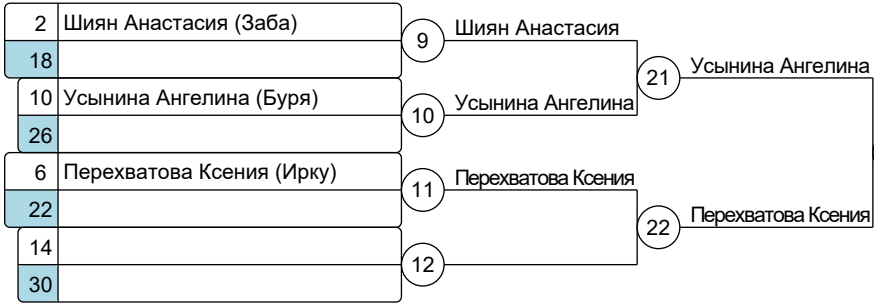 2 Шиян Анастасия (Заба)
18
9 Шиян Анастасия
10 Усынина Ангелина (Буря)
26
10 Усынина Ангелина
21 Усынина Ангелина
6 Перехватова Ксения (Ирку)
22
11 Перехватова Ксения
14
30
12
22 Перехватова Ксения